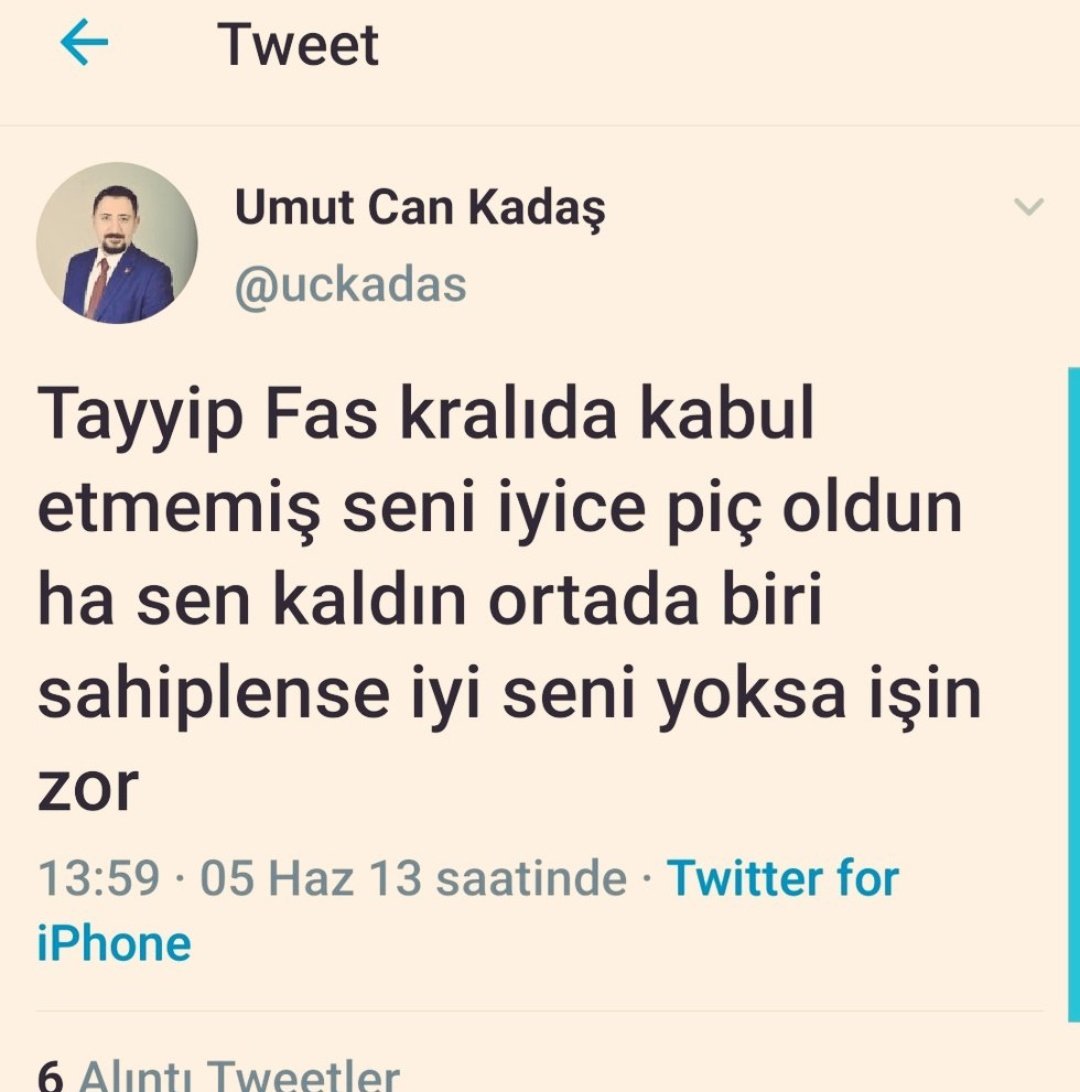 Tweet
Umut Can Kadaş
@uckadas
Tayyip Fas kralıda kabul
etmemiş seni iyice piç oldun
ha sen kaldın ortada biri
sahiplense iyi seni yoksa işin
zor
13:59 · 05 Haz 13 saatinde · Twitter for
iPhone
6 Alıntı Tweetler